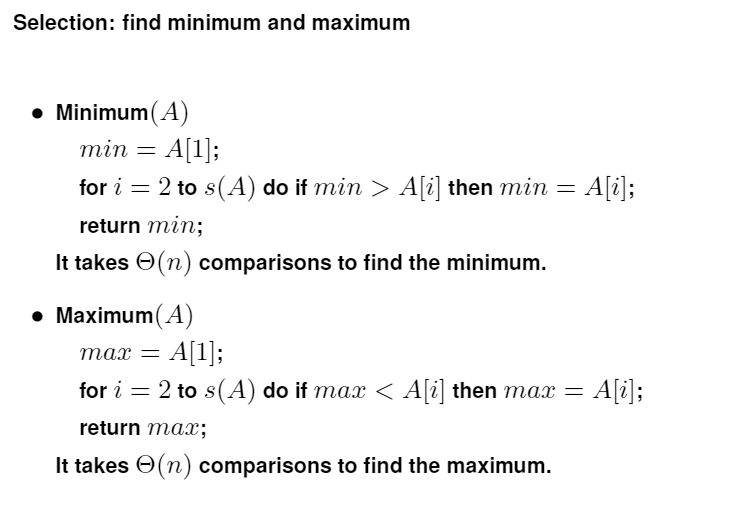 Selection: find minimum and maximum
• Minimum(A)
min = A[1];
for i = 2 to s(A) do if min > A[i] then min = A[i];
return min;
It takes Θ(n) comparisons to find the minimum.
• Maximum(A)
max = A[1];
for i = 2 to s(A) do if max < A[i] then max = A[i];
return max;
It takes Θ(n) comparisons to find the maximum.